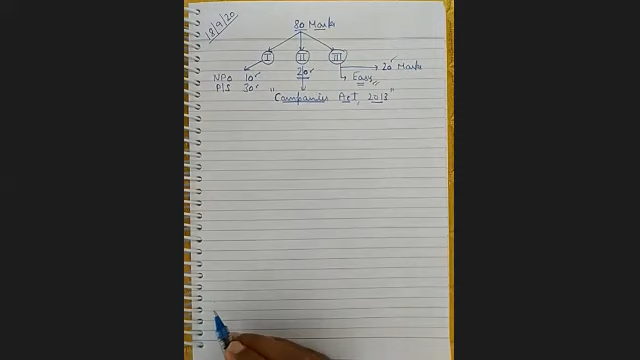 18/9/20
80 Marks
I II III
20 Marks
NPO 10 20 Easy
P/S 30 "Companies Act, 2013"